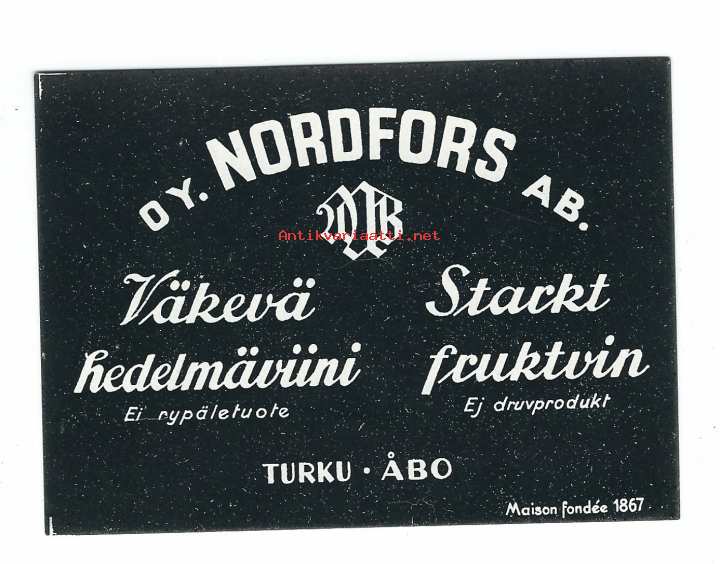 OY. NORDFORS AB.
Antikvariaatti.net
Väkevä
hedelmäviini
Ei rypäletuote
Starkt
fruktvin
Ej druvprodukt
TURKU · ÅBO
Maison fondée 1867